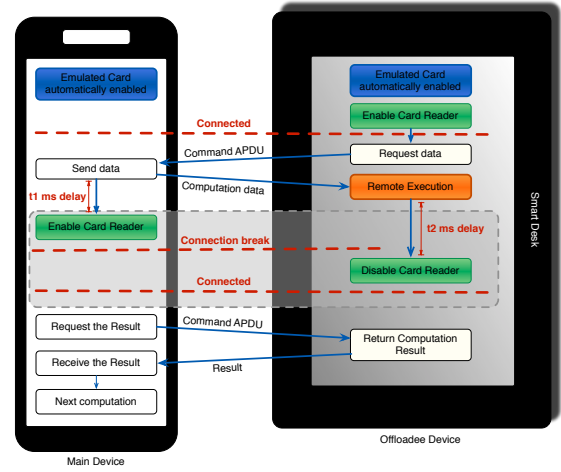 Emulated Card
automatically enabled
Emulated Card
automatically enabled
Enable Card Reader
Connected
Command APDU
Request data
Send data
Computation data
Remote Execution
t1 ms delay
Enable Card Reader
t2 ms delay
Smart Desk
Connection break
Disable Card Reader
Connected
Request the Result
Command APDU
Return Computation
Result
Receive the Result
Result
Next computation
Offloadee Device
Main Device